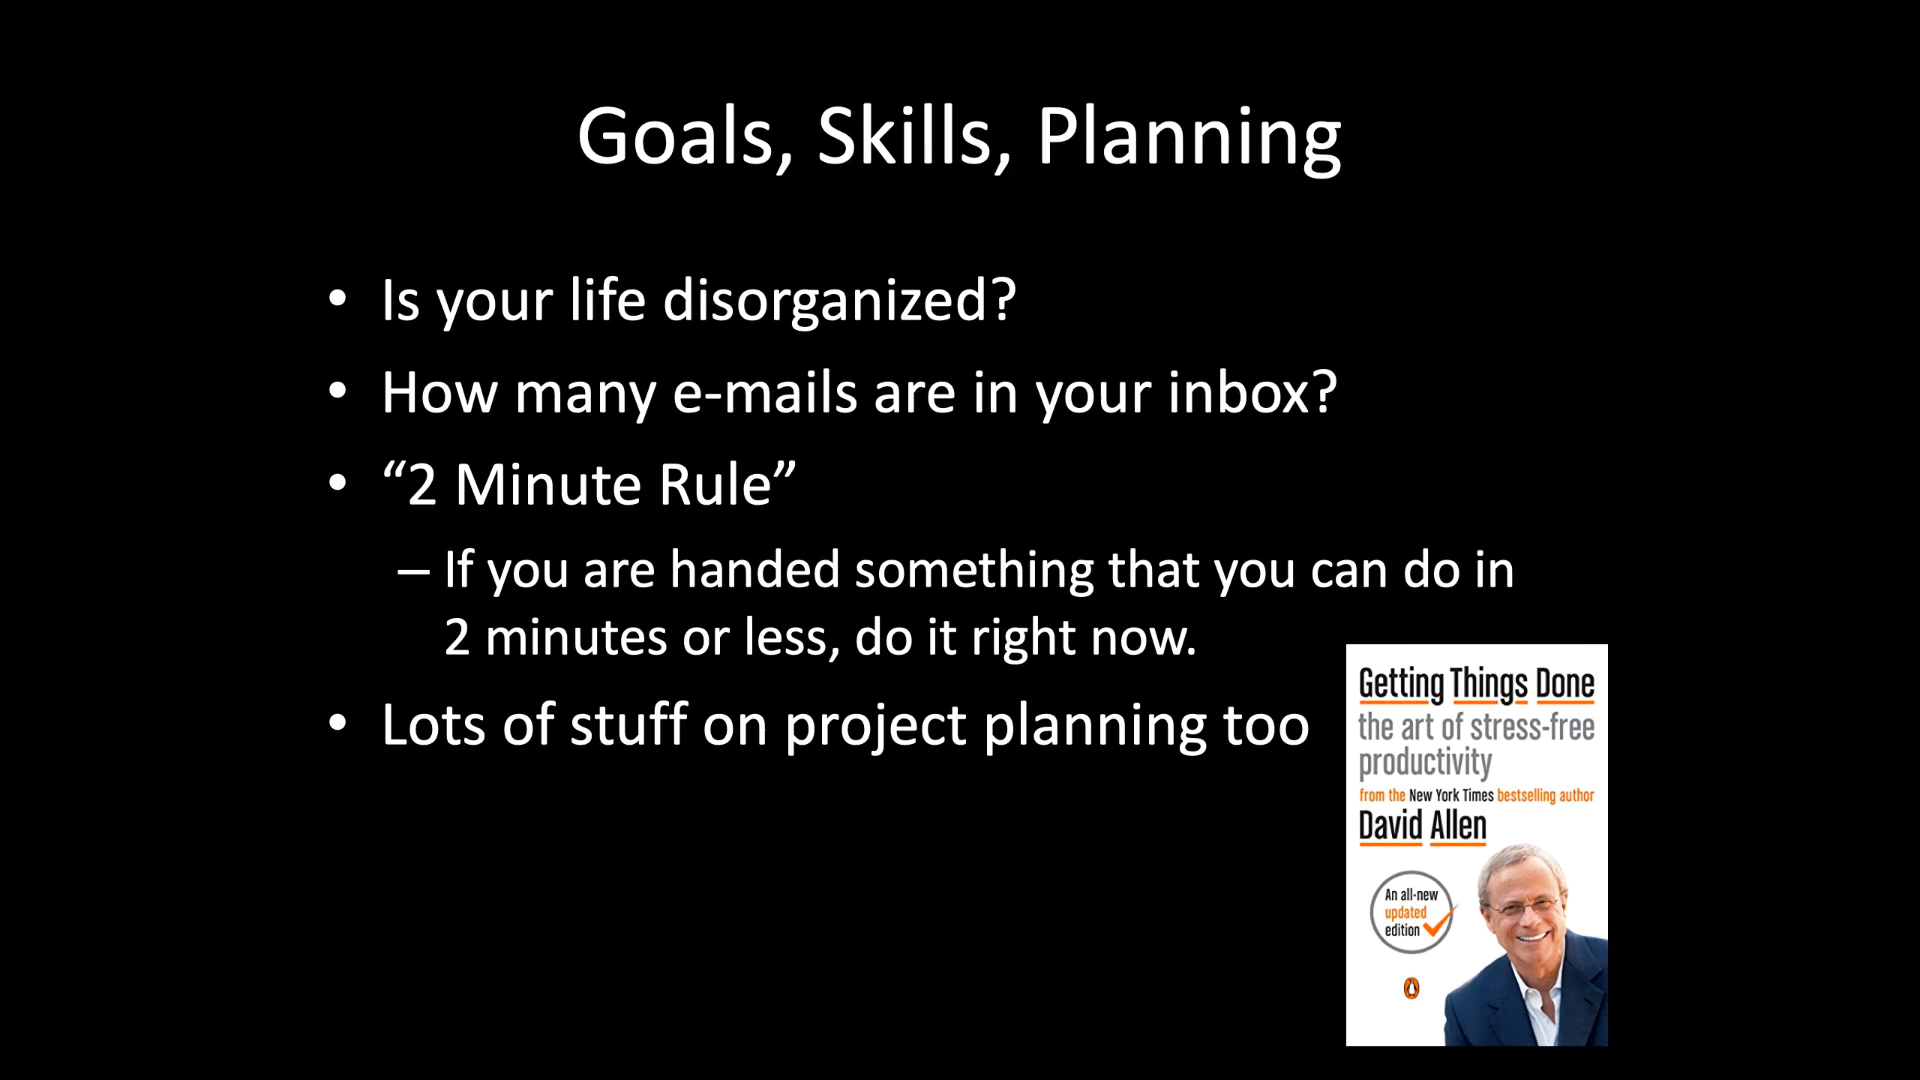 Goals, Skills, Planning
• Is your life disorganized?
• How many e-mails are in your inbox?
• “2 Minute Rule”
– If you are handed something that you can do in
2 minutes or less, do it right now.
• Lots of stuff on project planning too
Getting Things Done
the art of stress-free
productivity
from the New York Times bestselling author
David Allen
An all-new
updated
edition